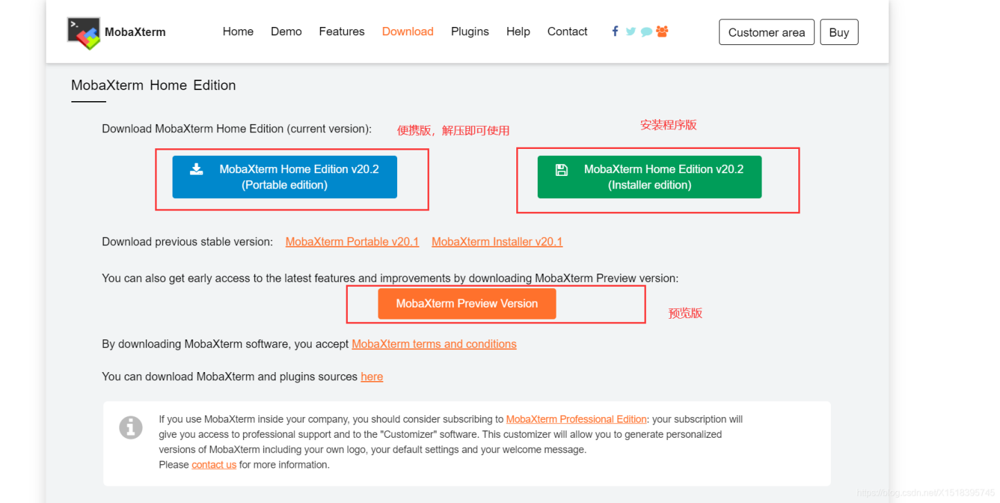 MobaXterm
Home Demo Features Download Plugins Help Contact
Customer area
Buy
MobaXterm Home Edition
Download MobaXterm Home Edition (current version):
便携版，解压即可使用
安装程序版
MobaXterm Home Edition v20.2
(Portable edition)
MobaXterm Home Edition v20.2
(Installer edition)
Download previous stable version: MobaXterm Portable v20.1 MobaXterm Installer v20.1
You can also get early access to the latest features and improvements by downloading MobaXterm Preview version:
MobaXterm Preview Version
预览版
By downloading MobaXterm software, you accept MobaXterm terms and conditions
You can download MobaXterm and plugins sources here
If you use MobaXterm inside your company, you should consider subscribing to MobaXterm Professional Edition: your subscription will
give you access to professional support and to the "Customizer" software. This customizer will allow you to generate personalized
versions of MobaXterm including your own logo, your default settings and your welcome message.
Please contact us for more information.
https://blog.csdn.net/X1518395745